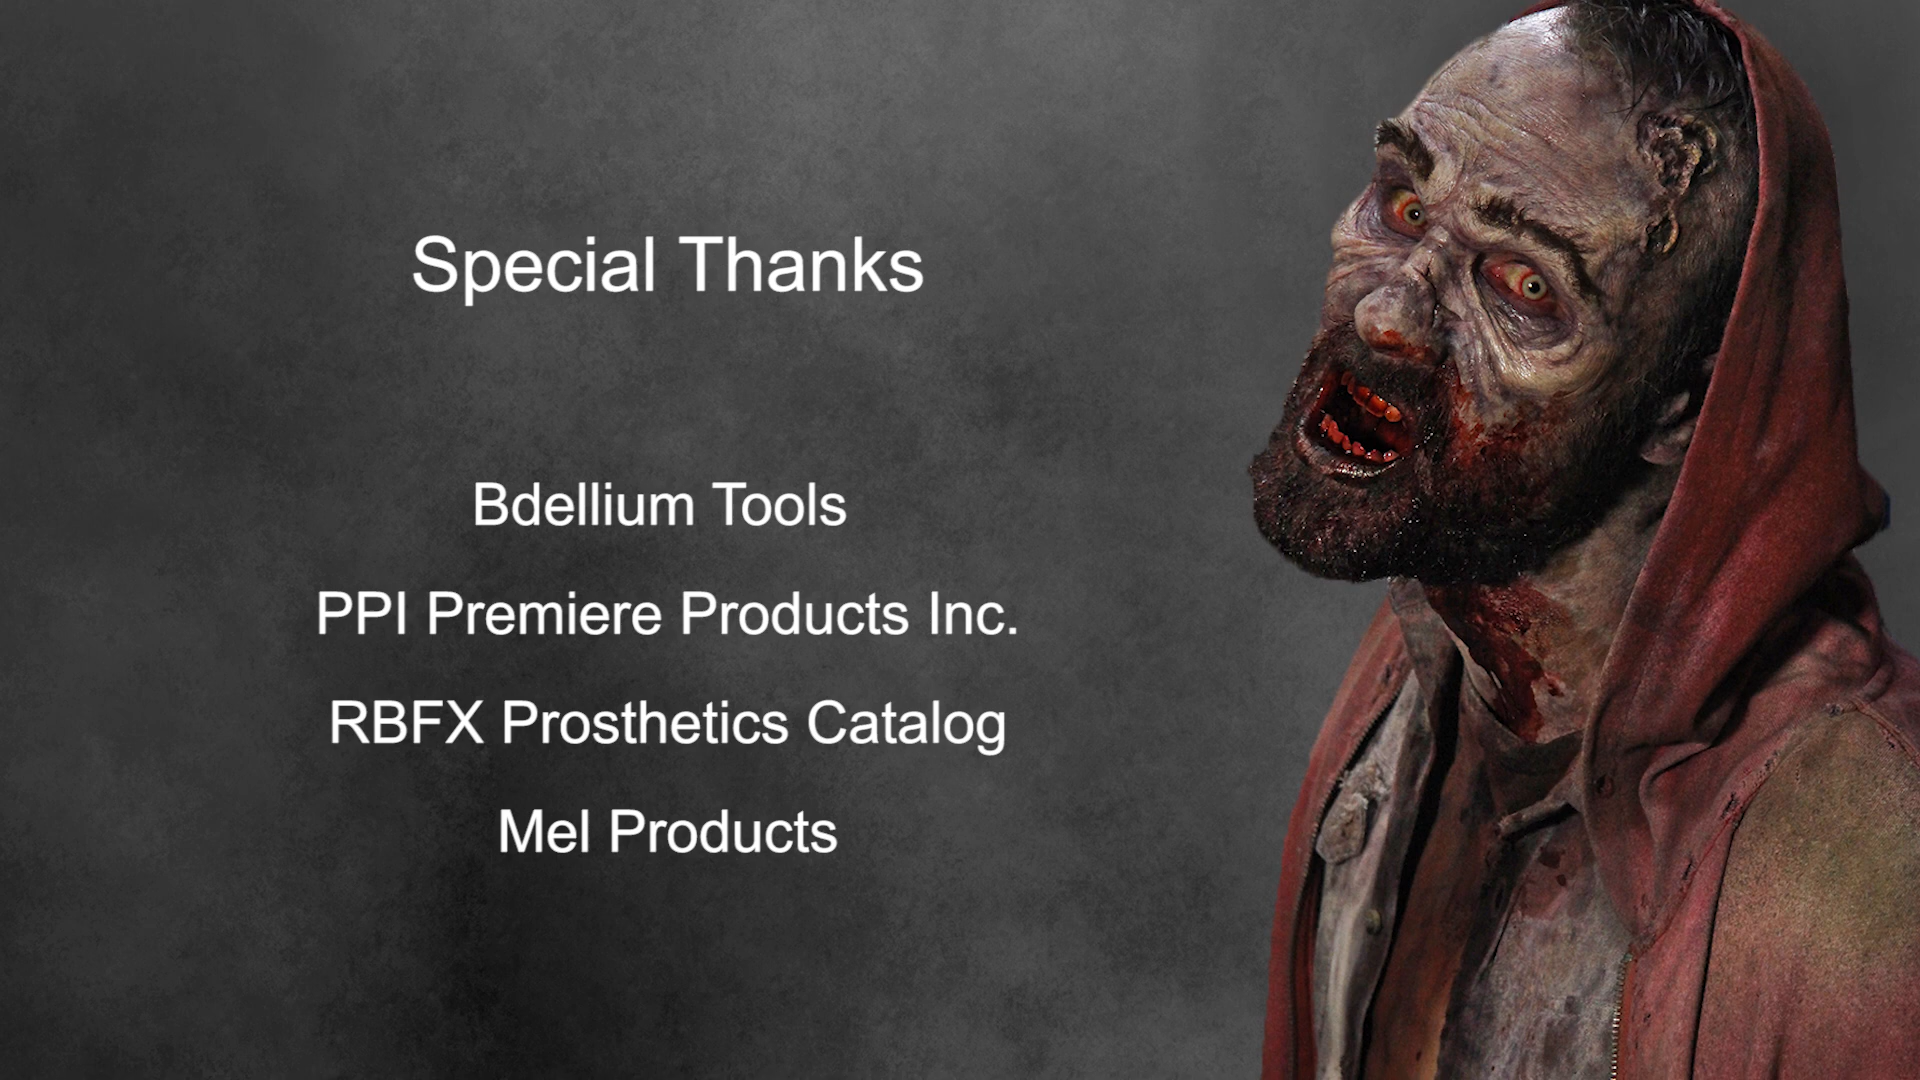 Special Thanks
Bdellium Tools
PPI Premiere Products Inc.
RBFX Prosthetics Catalog
Mel Products